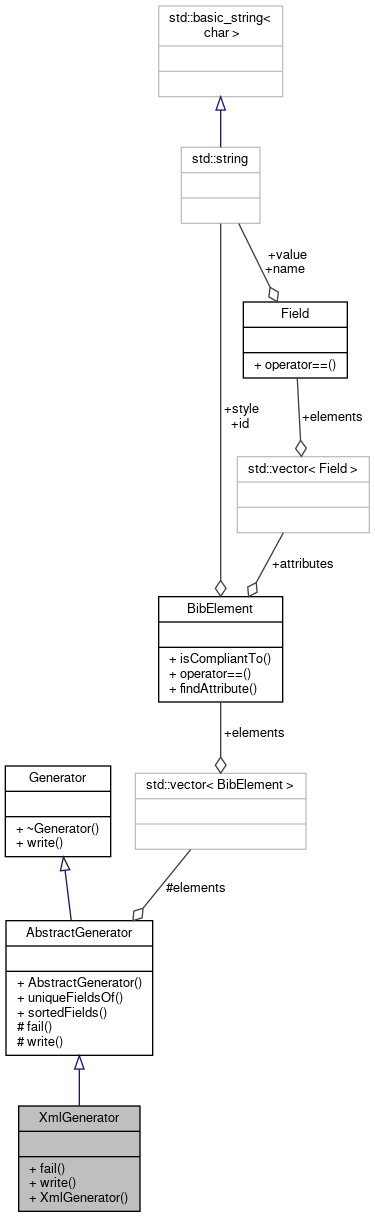 std::basic_string<
char >
std::string
+value
+name
Field
+ operator==()
+style
+id
+elements
std::vector< Field >
+attributes
BibElement
+ isCompliantTo()
+ operator==()
+ findAttribute()
+elements
Generator
+ ~Generator()
+ write()
std::vector< BibElement >
#elements
AbstractGenerator
+ AbstractGenerator()
+ uniqueFieldsOf()
+ sortedFields()
# fail()
# write()
XmlGenerator
+ fail()
+ write()
+ XmlGenerator()